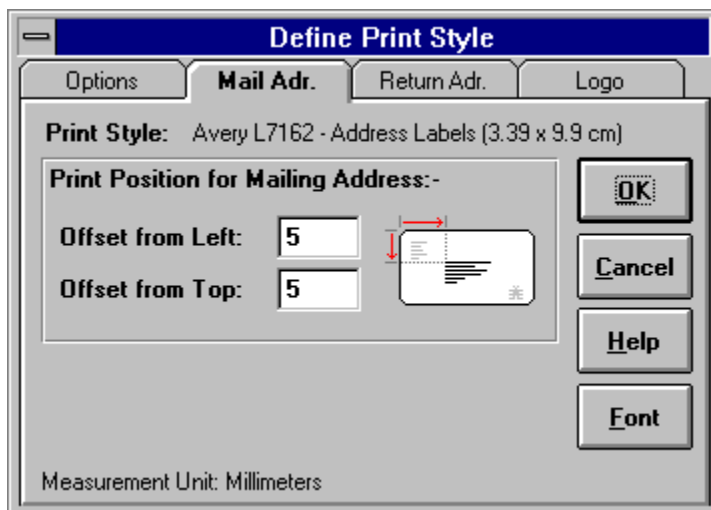 Define Print Style
Options Mail Adr. Return Adr. Logo
Print Style: Avery L7162 - Address Labels (3.39 x 9.9 cm)
Print Position for Mailing Address:-
OK
Offset from Left: 5
Cancel
Offset from Top: 5
Help
Font
Measurement Unit: Millimeters